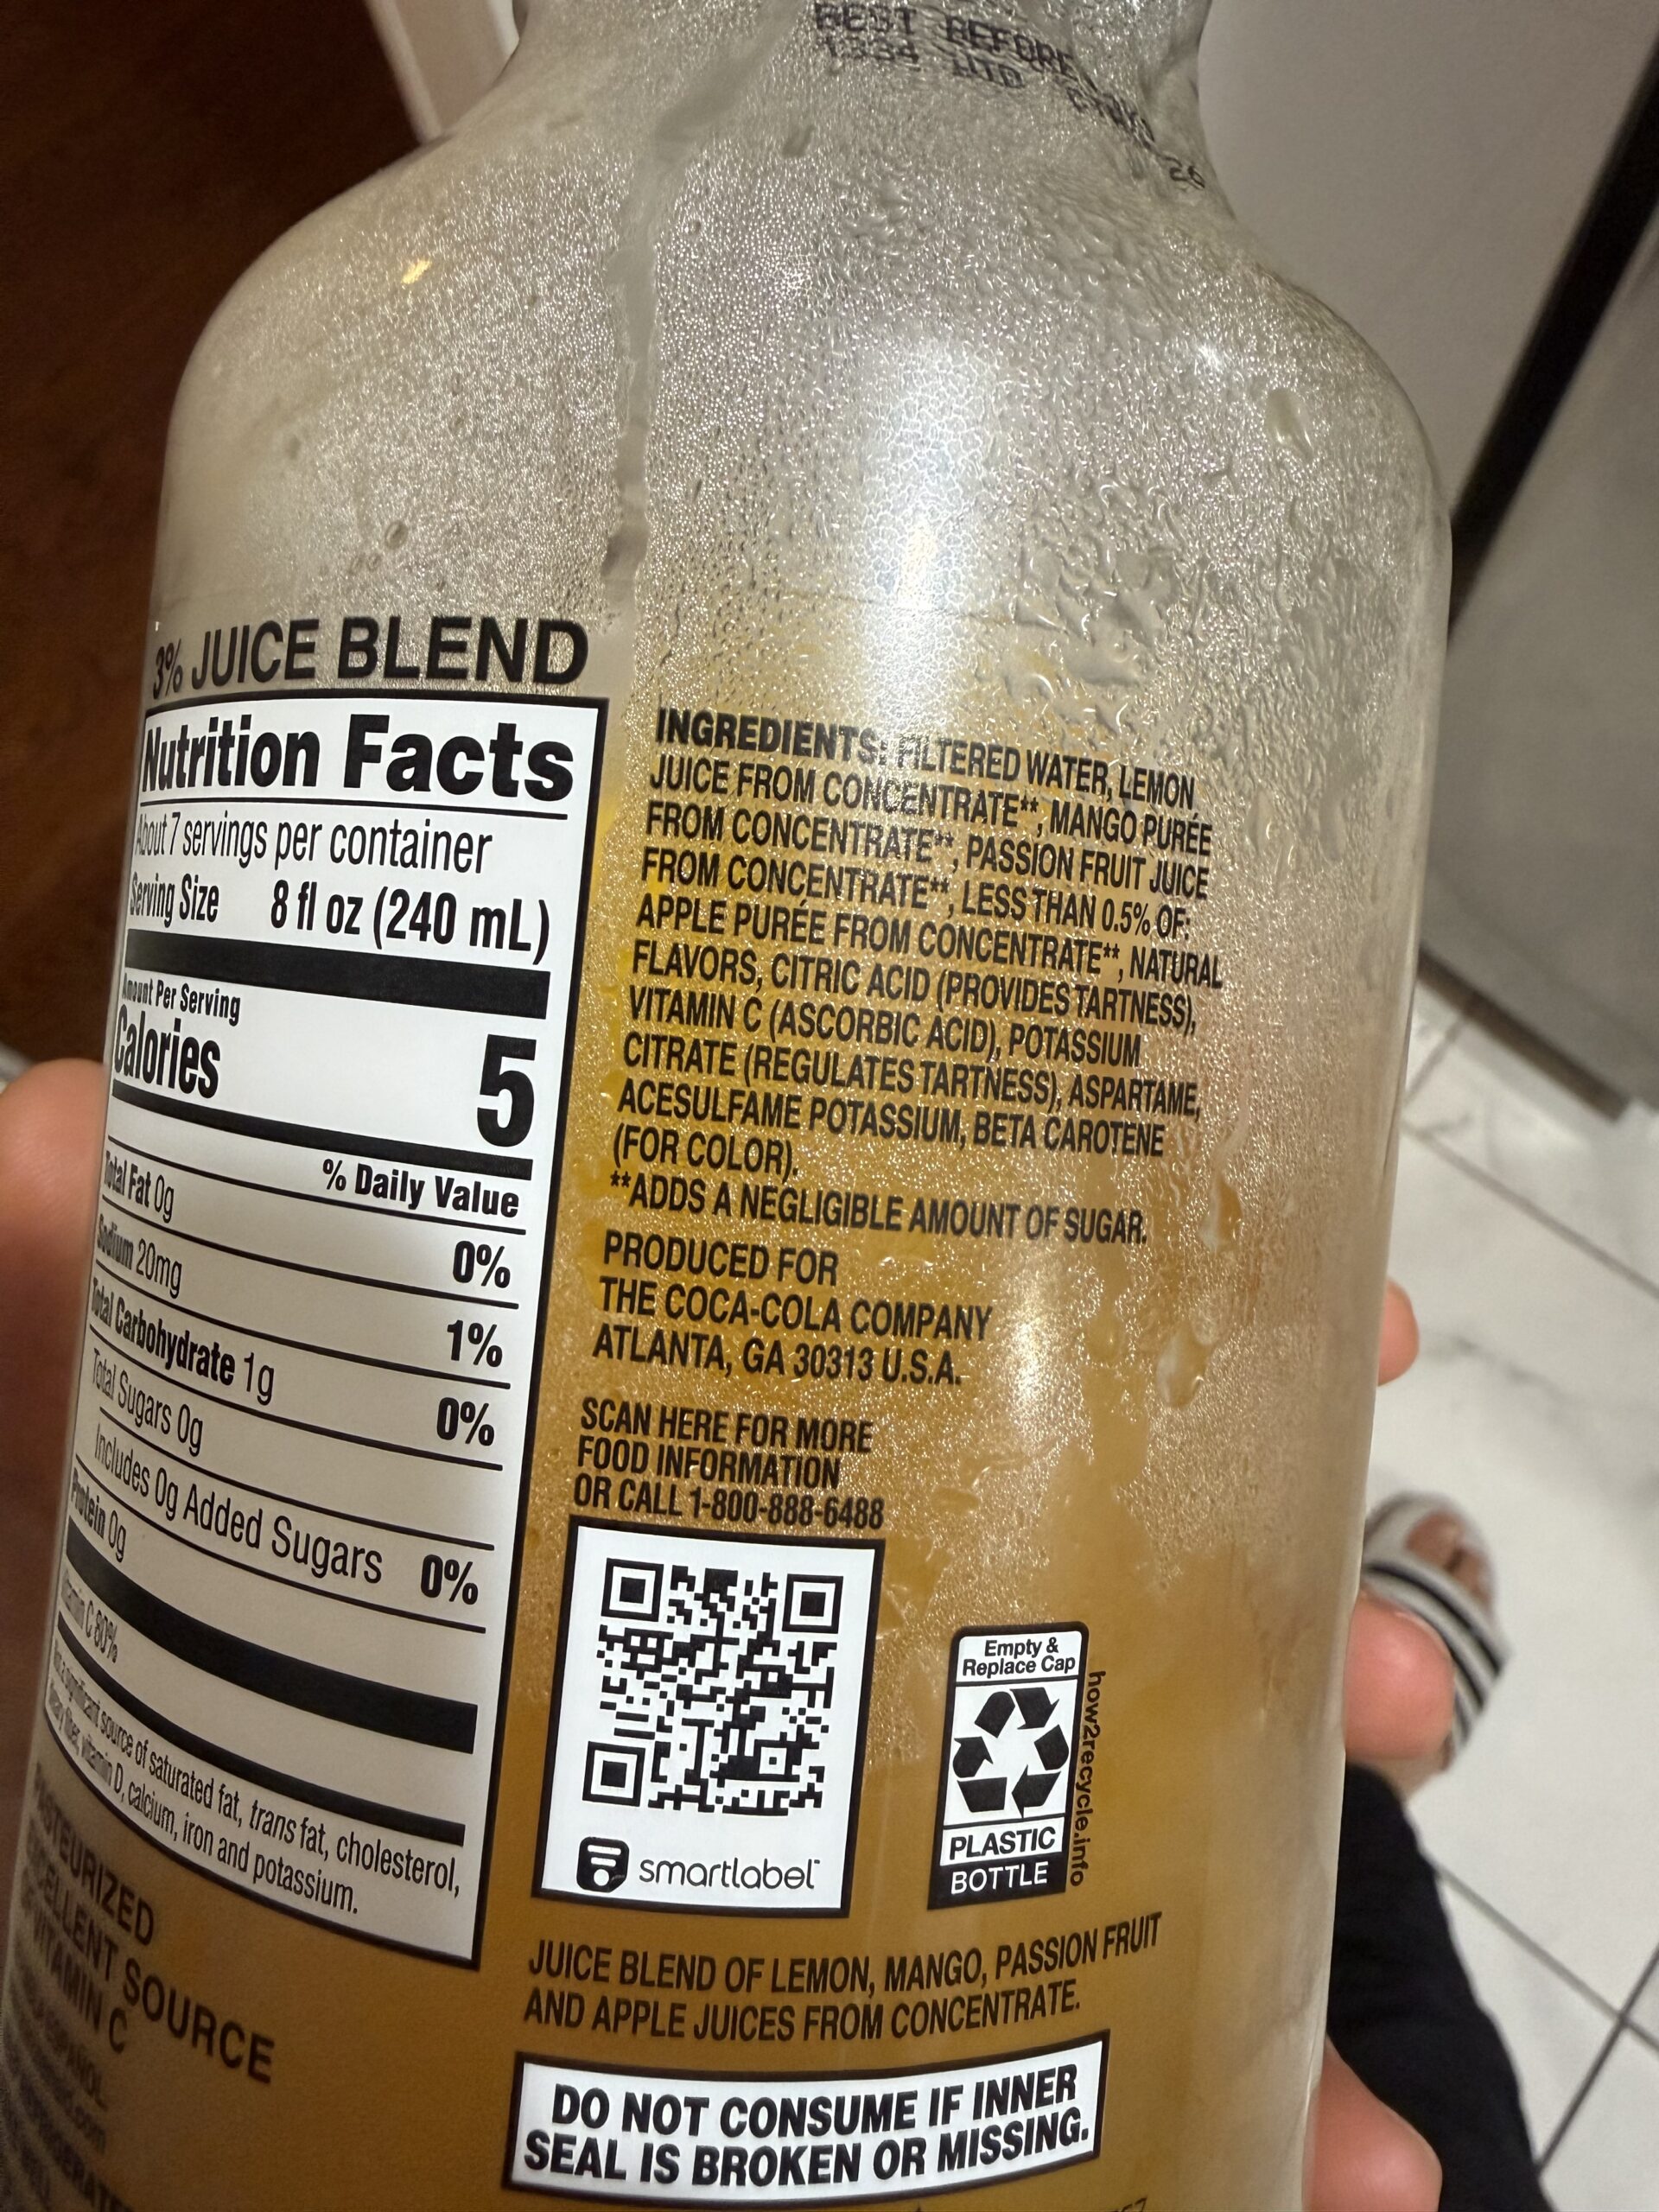 BEST BEFORE
1334 HTD
26
3% JUICE BLEND
Nutrition Facts
About 7 servings per container
Serving Size 8 fl oz (240 mL)
Amount Per Serving
Calories 5
% Daily Value
Total Fat 0g 0%
Sodium 20mg 1%
Total Carbohydrate 1g 0%
Total Sugars 0g
Includes 0g Added Sugars 0%
Protein 0g
Vitamin C 80%
Not a significant source of saturated fat, trans fat, cholesterol,
dietary fiber, vitamin D, calcium, iron and potassium.
PASTEURIZED
EXCELLENT SOURCE
OF VITAMIN C
ESPAÑOL
INGREDIENTS: FILTERED WATER, LEMON
JUICE FROM CONCENTRATE**, MANGO PURÉE
FROM CONCENTRATE**, PASSION FRUIT JUICE
FROM CONCENTRATE**, LESS THAN 0.5% OF:
APPLE PURÉE FROM CONCENTRATE**, NATURAL
FLAVORS, CITRIC ACID (PROVIDES TARTNESS),
VITAMIN C (ASCORBIC ACID), POTASSIUM
CITRATE (REGULATES TARTNESS), ASPARTAME,
ACESULFAME POTASSIUM, BETA CAROTENE
(FOR COLOR).
**ADDS A NEGLIGIBLE AMOUNT OF SUGAR.
PRODUCED FOR
THE COCA-COLA COMPANY
ATLANTA, GA 30313 U.S.A.
SCAN HERE FOR MORE
FOOD INFORMATION
OR CALL 1-800-888-6488
smartlabel™
Empty &
Replace Cap
PLASTIC
BOTTLE
how2recycle.info
JUICE BLEND OF LEMON, MANGO, PASSION FRUIT
AND APPLE JUICES FROM CONCENTRATE.
DO NOT CONSUME IF INNER
SEAL IS BROKEN OR MISSING.